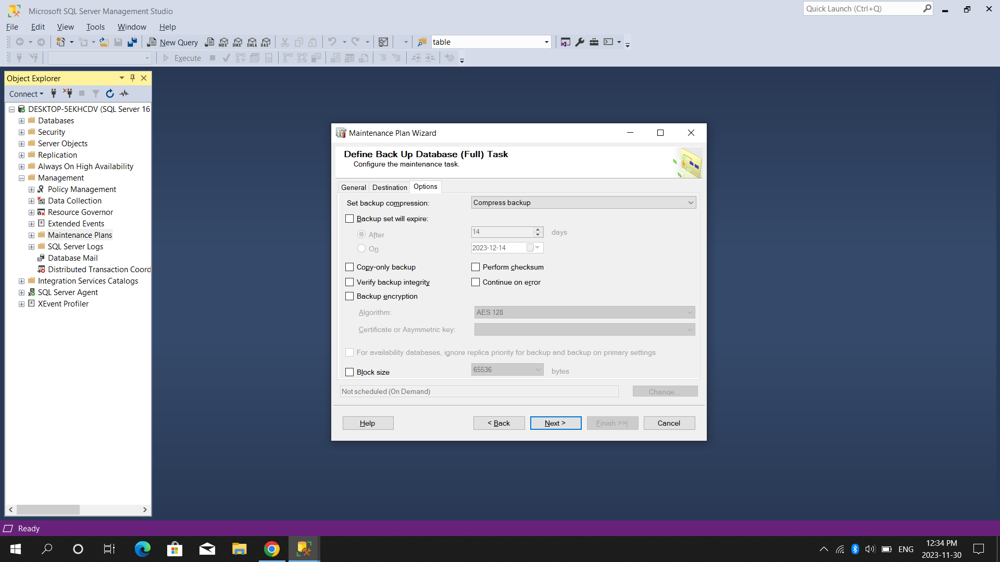 Microsoft SQL Server Management Studio
Quick Launch (Ctrl+Q)
File Edit View Tools Window Help
New Query MDX DMX XMLA DAX table
Execute
Object Explorer
Connect
DESKTOP-5EKHCDV (SQL Server 16
Databases
Security
Server Objects
Replication
Always On High Availability
Management
Policy Management
Data Collection
Resource Governor
Extended Events
Maintenance Plans
SQL Server Logs
Database Mail
Distributed Transaction Coord
Integration Services Catalogs
SQL Server Agent
XEvent Profiler
Maintenance Plan Wizard
Define Back Up Database (Full) Task
Configure the maintenance task.
General Destination Options
Set backup compression: Compress backup
Backup set will expire:
After 14 days
On 2023-12-14
Copy-only backup Perform checksum
Verify backup integrity Continue on error
Backup encryption
Algorithm: AES 128
Certificate or Asymmetric key:
For availability databases, ignore replica priority for backup and backup on primary settings
Block size 65536 bytes
Not scheduled (On Demand) Change...
Help < Back Next > Finish >>| Cancel
Ready
ENG
12:34 PM
2023-11-30